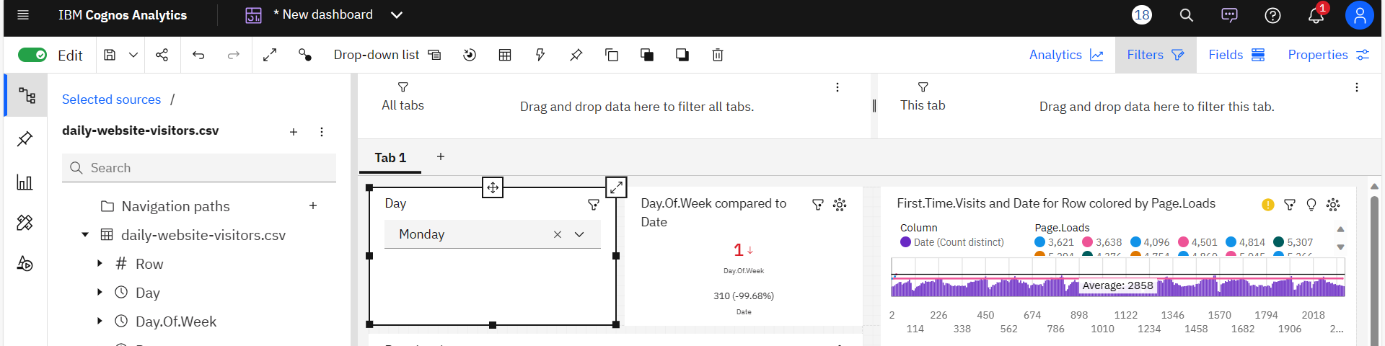 IBM Cognos Analytics
* New dashboard
18
1
Edit
Drop-down list
Analytics
Filters
Fields
Properties
Selected sources /
daily-website-visitors.csv
Search
Navigation paths
daily-website-visitors.csv
# Row
Day
Day.Of.Week
All tabs
Drag and drop data here to filter all tabs.
This tab
Drag and drop data here to filter this tab.
Tab 1
Day
Monday
Day.Of.Week compared to
Date
1↓
Day.Of.Week
310 (-99.68%)
Date
First.Time.Visits and Date for Row colored by Page.Loads
Column
Date (Count distinct)
Page.Loads
3,621 3,638 4,096 4,501 4,814 5,307
Average: 2858
2 226 450 674 898 1122 1346 1570 1794 2018
114 338 562 786 1010 1234 1458 1682 1906 2...